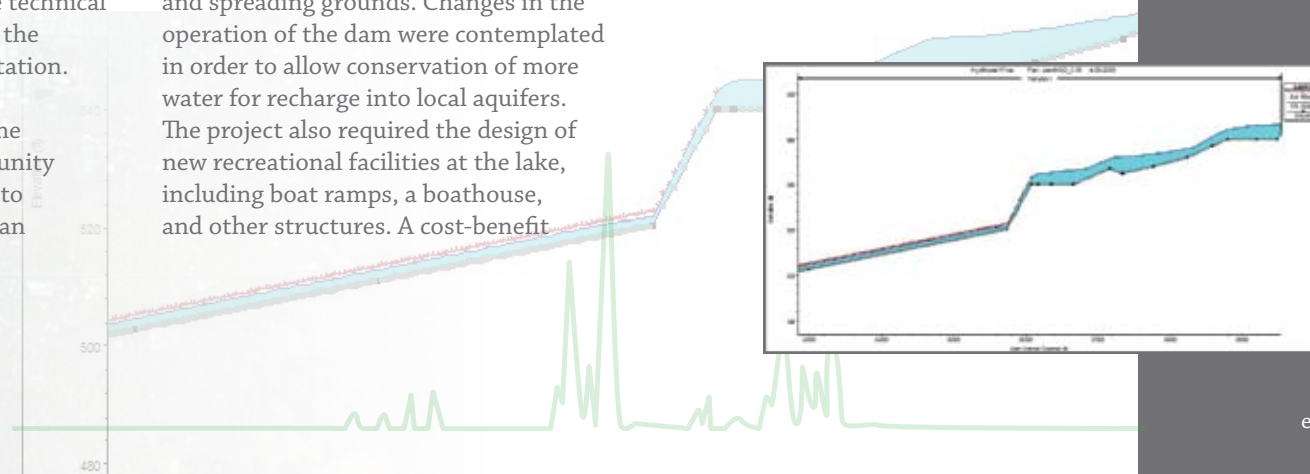 technical
the
tation.
ne
unity
to
an
and spreading grounds. Changes in the
operation of the dam were contemplated
in order to allow conservation of more
water for recharge into local aquifers.
The project also required the design of
new recreational facilities at the lake,
including boat ramps, a boathouse,
and other structures. A cost-benefit
540
520
500
480
e